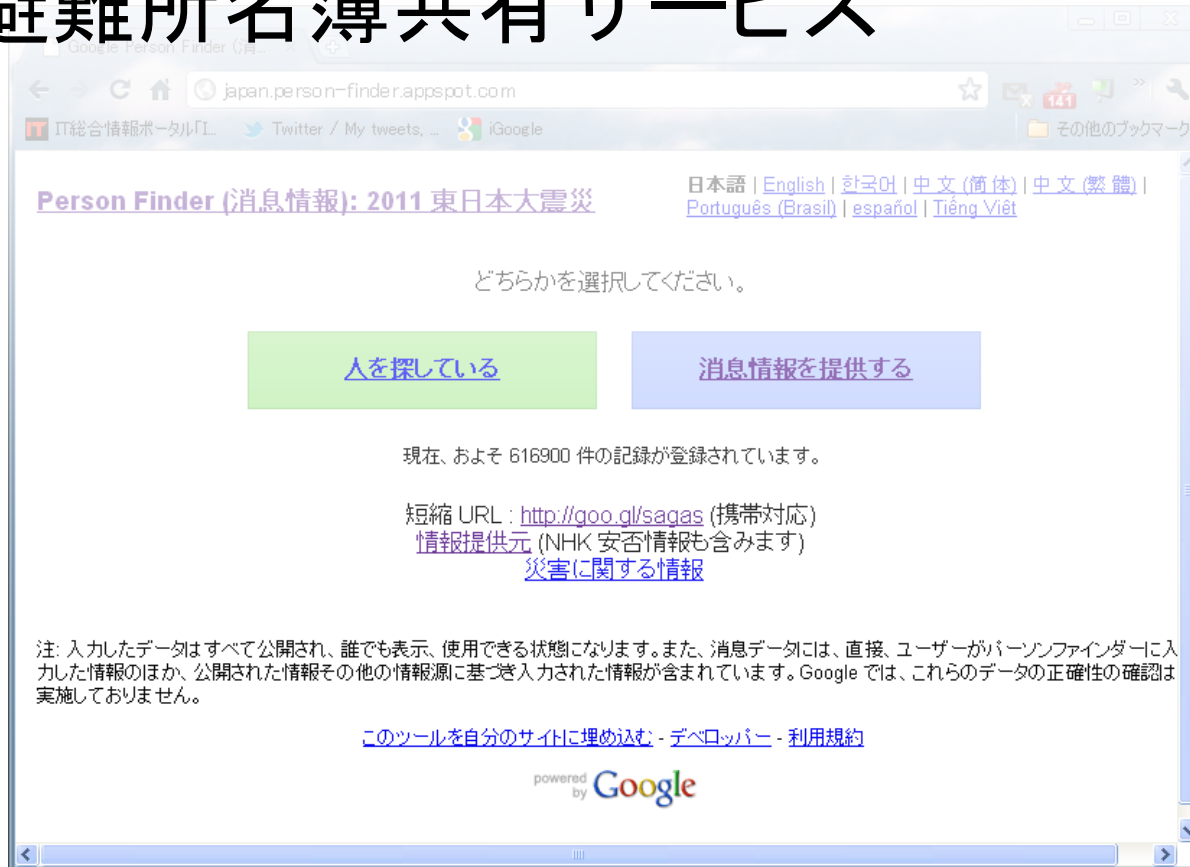 避難所名簿共有サービス
Google Person Finder (消...
japan.person-finder.appspot.com
141
IT総合情報ポータル「I... Twitter / My tweets, ... iGoogle その他のブックマーク
Person Finder (消息情報): 2011 東日本大震災
日本語 | English | 한국어 | 中文 (简体) | 中文 (繁體) |
Português (Brasil) | español | Tiếng Việt
どちらかを選択してください。
人を探している 消息情報を提供する
現在、およそ 616900 件の記録が登録されています。
短縮 URL : http://goo.gl/sagas (携帯対応)
情報提供元 (NHK 安否情報も含みます)
災害に関する情報
注: 入力したデータはすべて公開され、誰でも表示、使用できる状態になります。また、消息データには、直接、ユーザーがパーソンファインダーに入
力した情報のほか、公開された情報その他の情報源に基づき入力された情報が含まれています。Google では、これらのデータの正確性の確認は
実施しておりません。
このツールを自分のサイトに埋め込む - デベロッパー - 利用規約
powered by Google